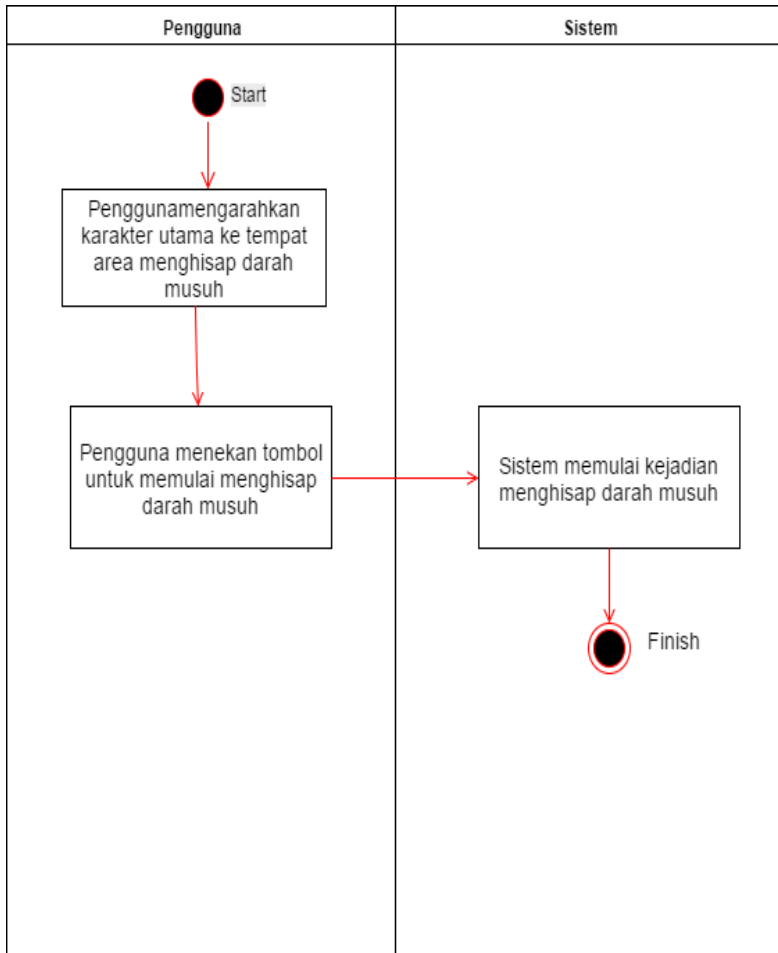 Pengguna
Sistem
Start
Penggunamengarahkan
karakter utama ke tempat
area menghisap darah
musuh
Pengguna menekan tombol
untuk memulai menghisap
darah musuh
Sistem memulai kejadian
menghisap darah musuh
Finish